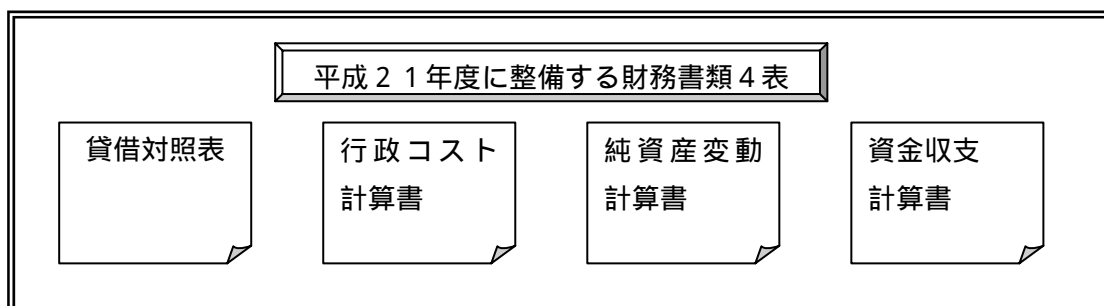 平成２１年度に整備する財務書類４表
貸借対照表
行政コスト
計算書
純資産変動
計算書
資金収支
計算書